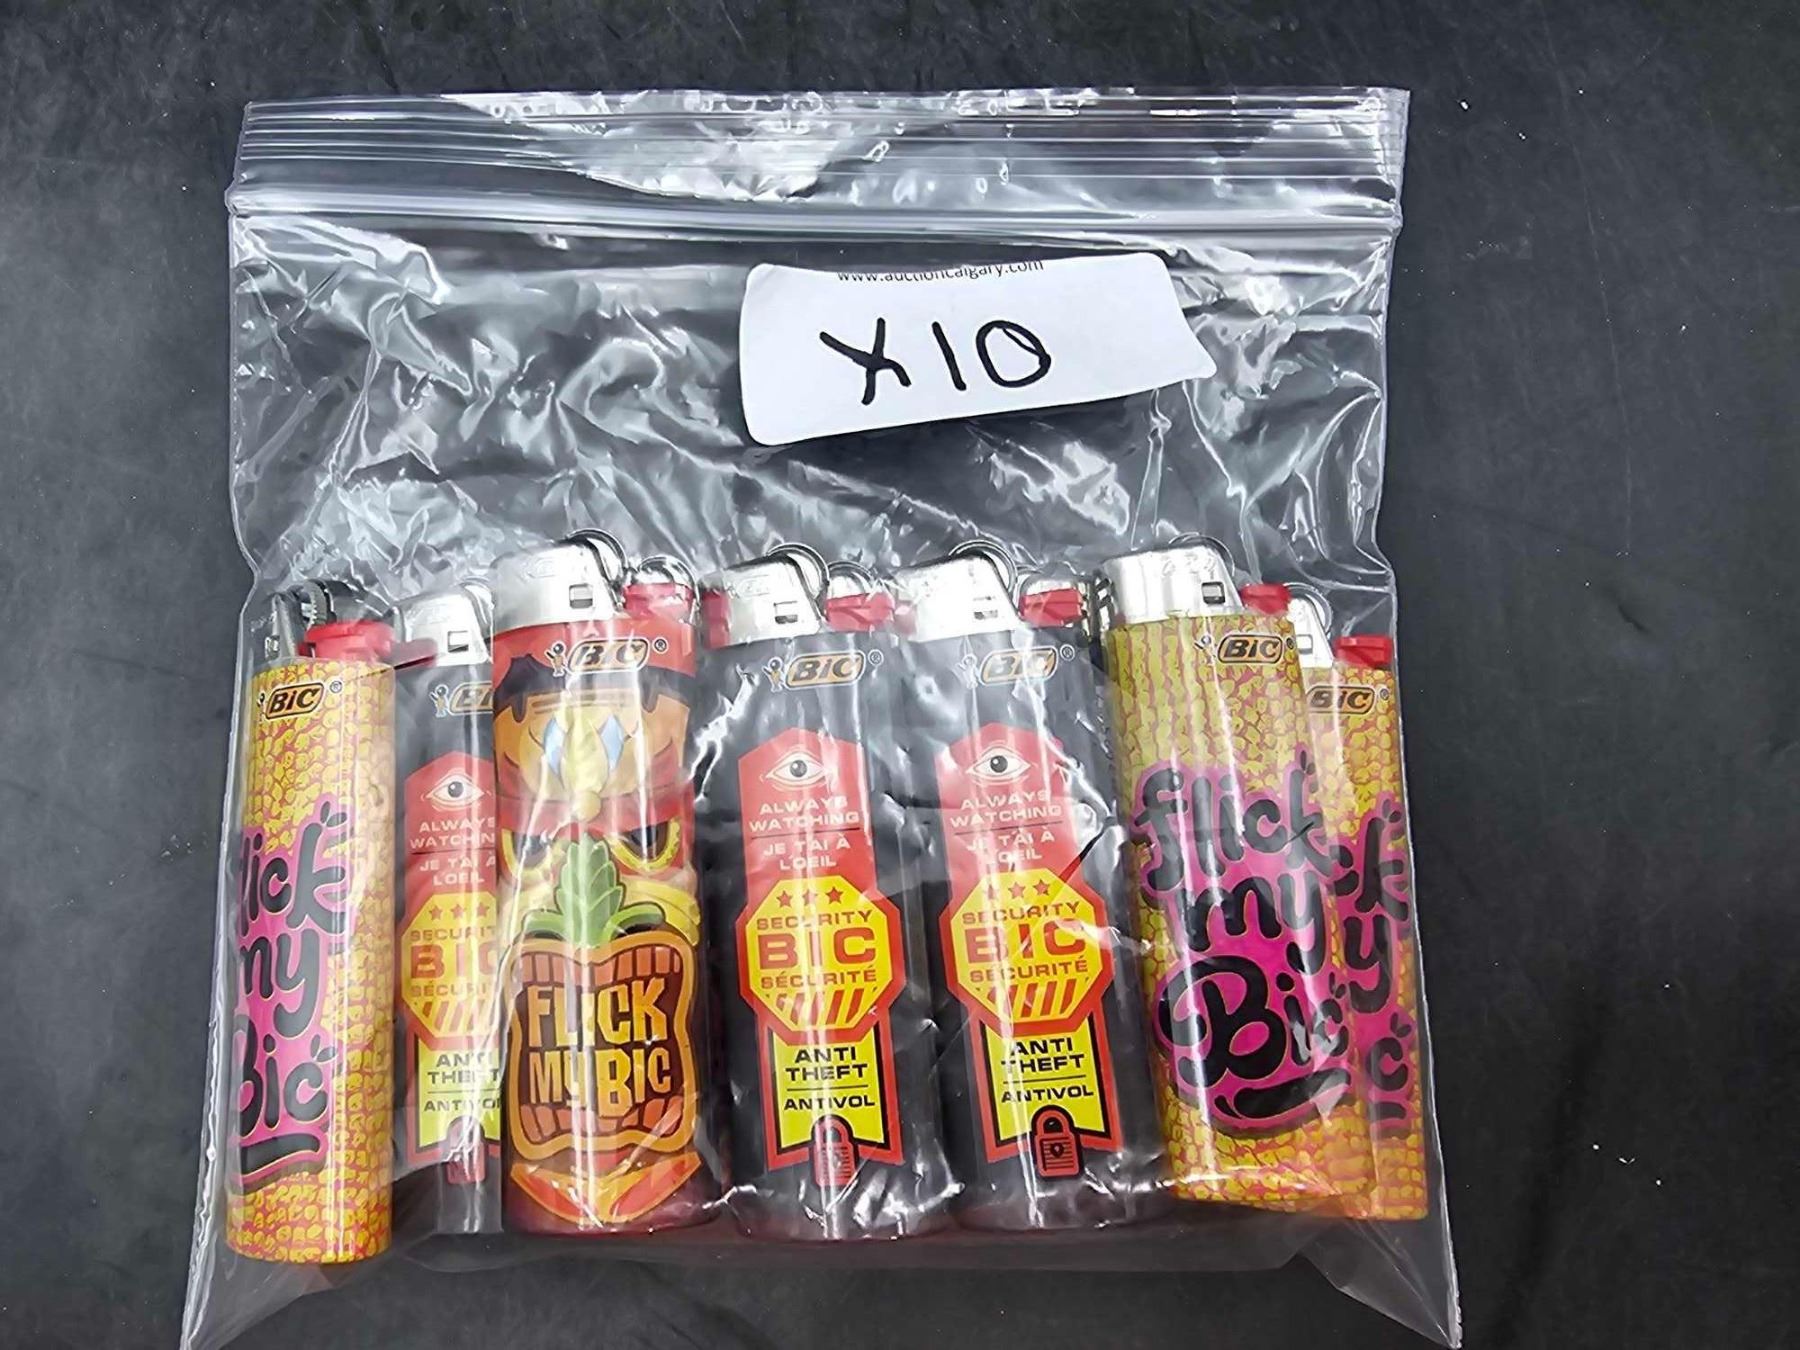 www.auctioncalgary.com
X10
BIC
flick
my
Bic
BIC
ALWAYS
WATCHING
JE T'AI À
L'OEIL
SECURITY
BIC
SÉCURITÉ
ANTI
THEFT
ANTIVOL
BIC
FLICK
MY BIC
BIC
ALWAYS
WATCHING
JE T'AI À
L'OEIL
SECURITY
BIC
SÉCURITÉ
ANTI
THEFT
ANTIVOL
BIC
ALWAYS
WATCHING
JE T'AI À
L'OEIL
SECURITY
BIC
SÉCURITÉ
ANTI
THEFT
ANTIVOL
BIC
flick
my
Bic
BIC